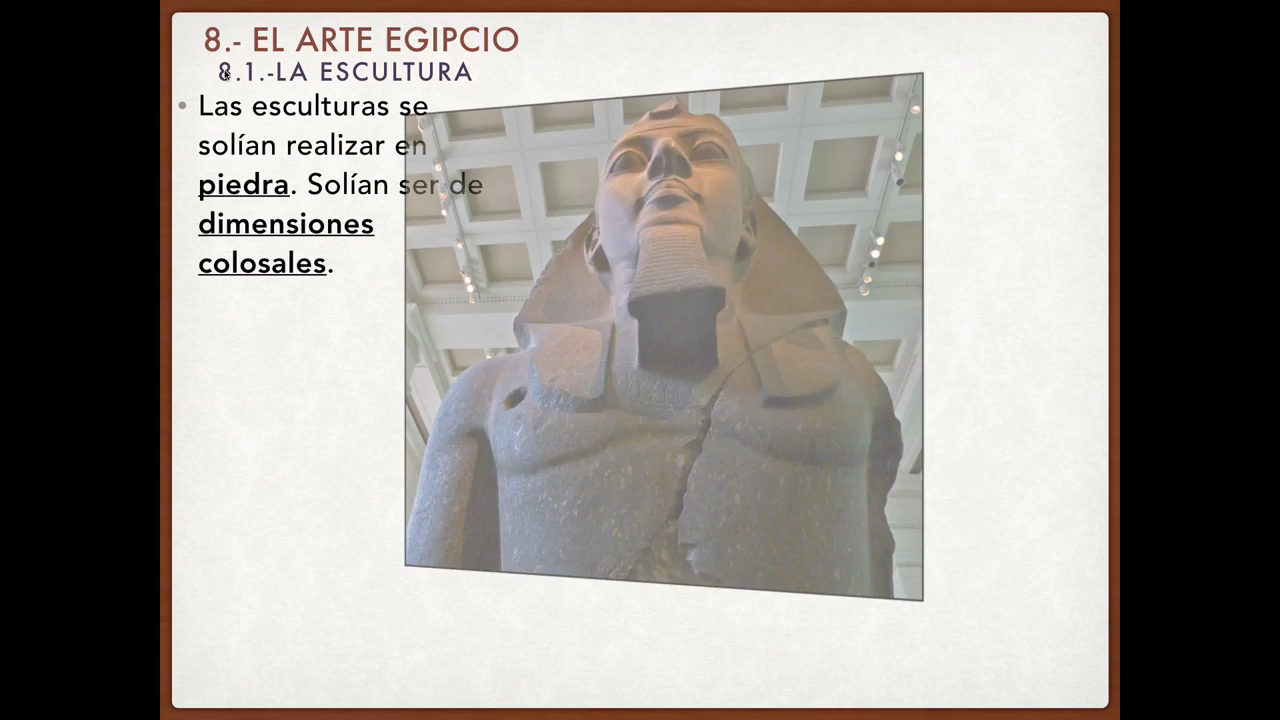 8.- EL ARTE EGIPCIO
8.1.-LA ESCULTURA
• Las esculturas se
solían realizar en
piedra. Solían ser de
dimensiones
colosales.